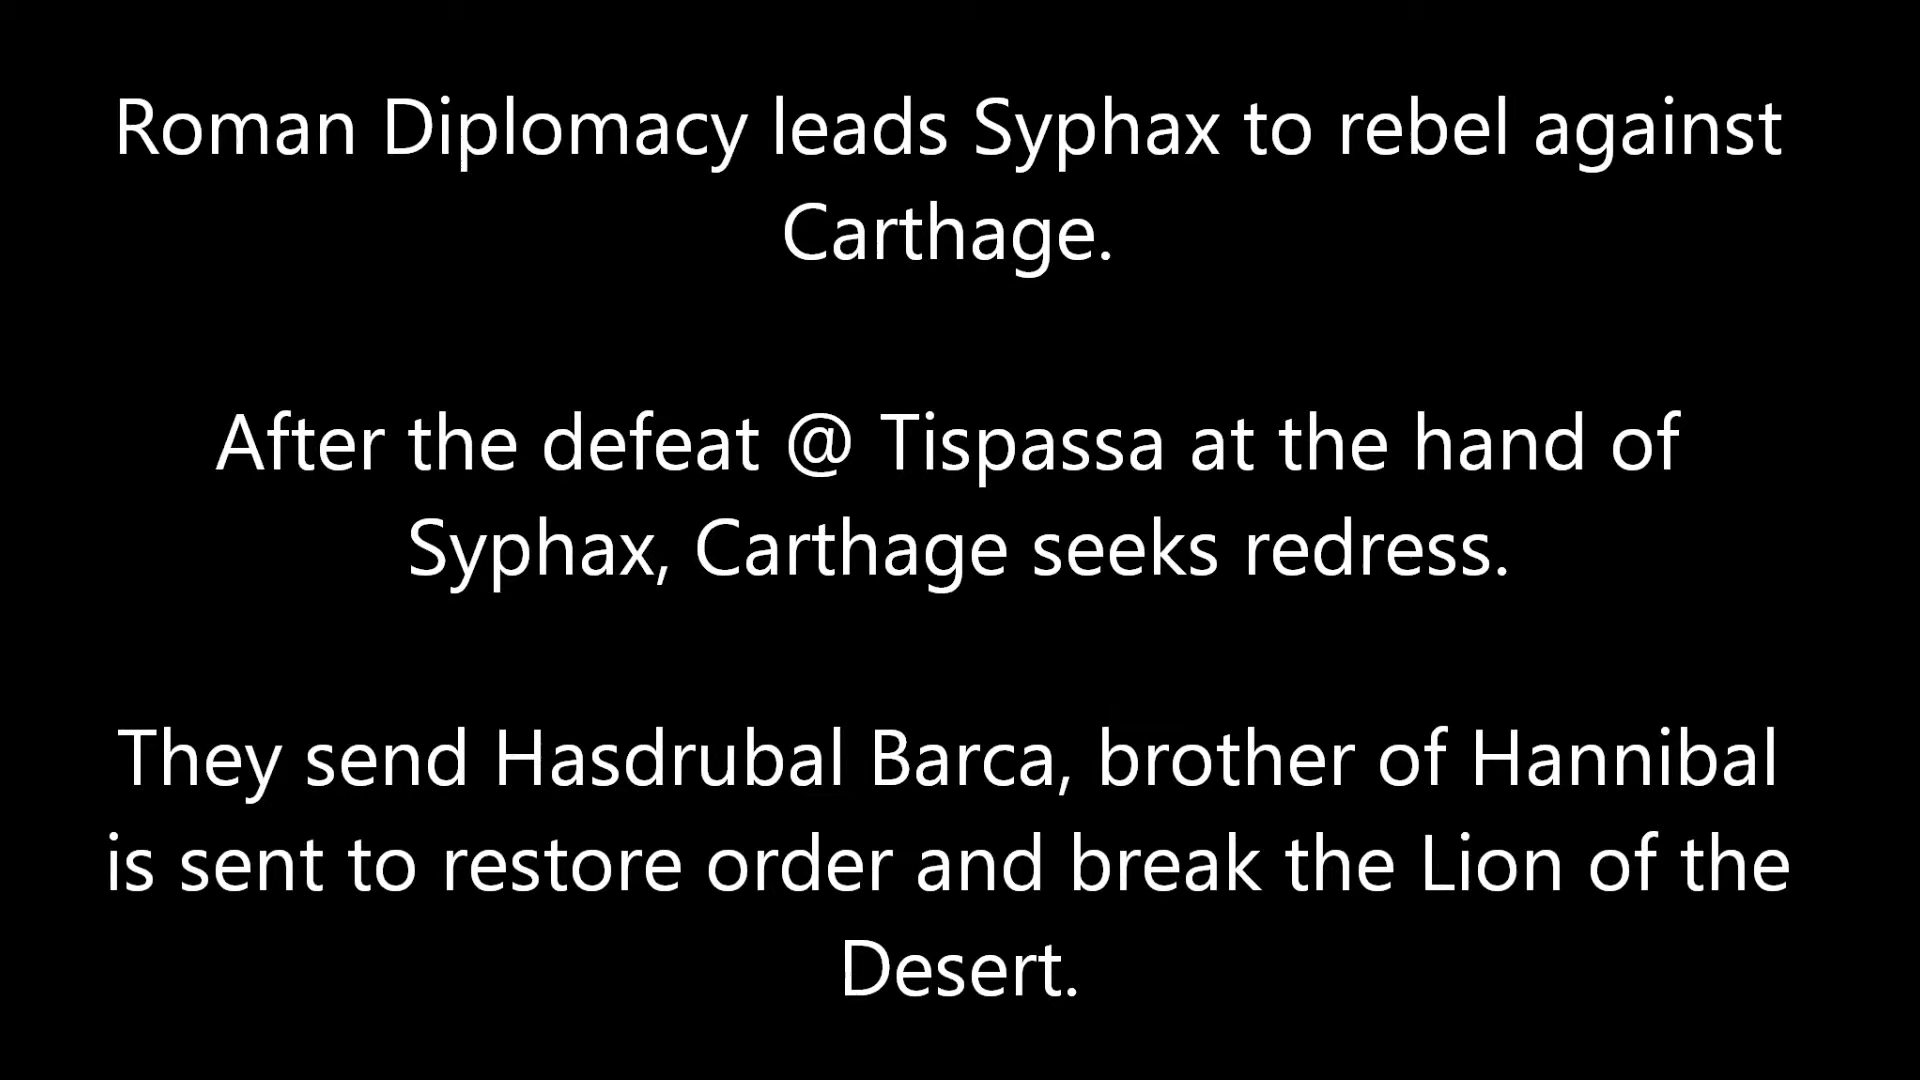 Roman Diplomacy leads Syphax to rebel against
Carthage.
After the defeat @ Tispassa at the hand of
Syphax, Carthage seeks redress.
They send Hasdrubal Barca, brother of Hannibal
is sent to restore order and break the Lion of the
Desert.